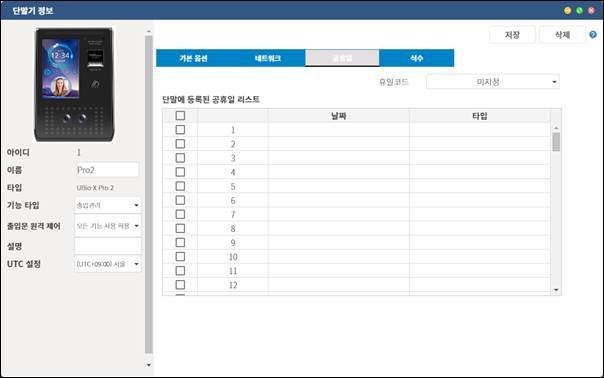 단말기 정보
저장 삭제 ?
12:34
기본 옵션 네트워크 공휴일 식수
휴일코드 미지정
단말에 등록된 공휴일 리스트
날짜 타입
1
2
3
4
5
6
7
8
9
10
11
12
아이디 1
이름 Pro2
타입 UBio-X Pro 2
기능 타입 출입관리
출입문 원격 제어 모든 기능 사용 허용
설명
UTC 설정 (UTC+09:00) 서울